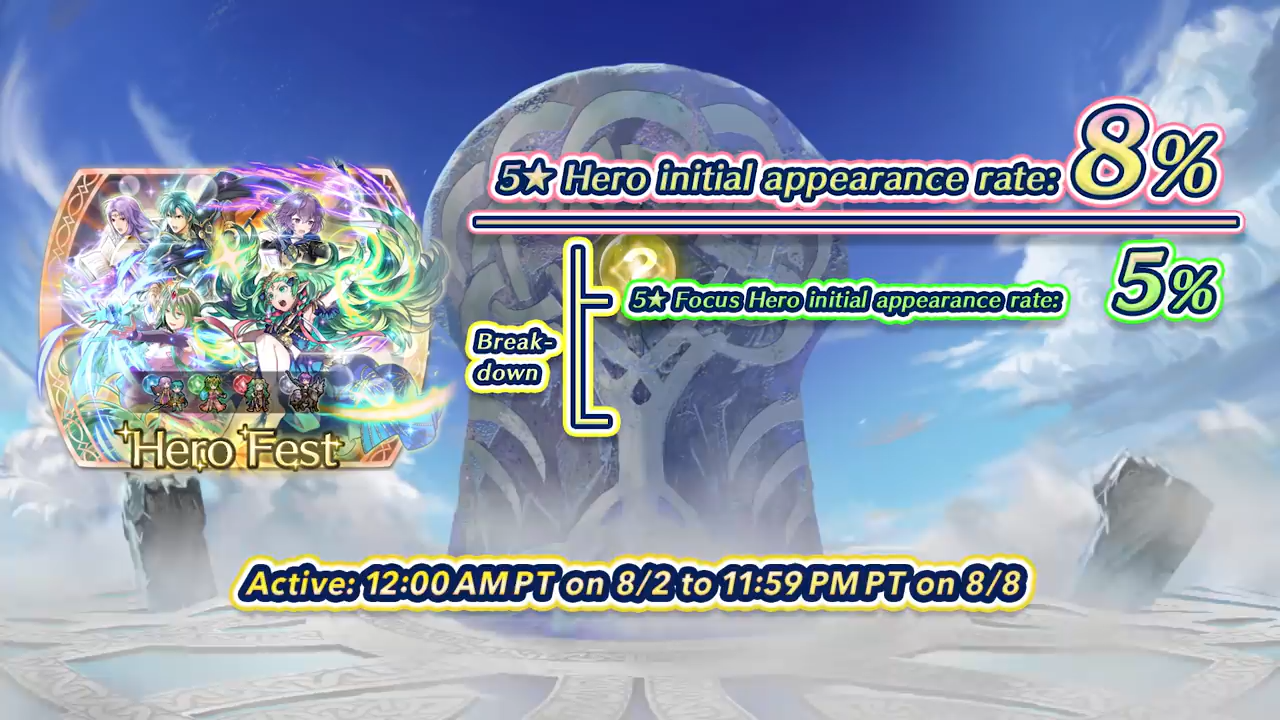 5★ Hero initial appearance rate: 8%
5★ Focus Hero initial appearance rate: 5%
Break-
down
Hero Fest
Active: 12:00 AM PT on 8/2 to 11:59 PM PT on 8/8